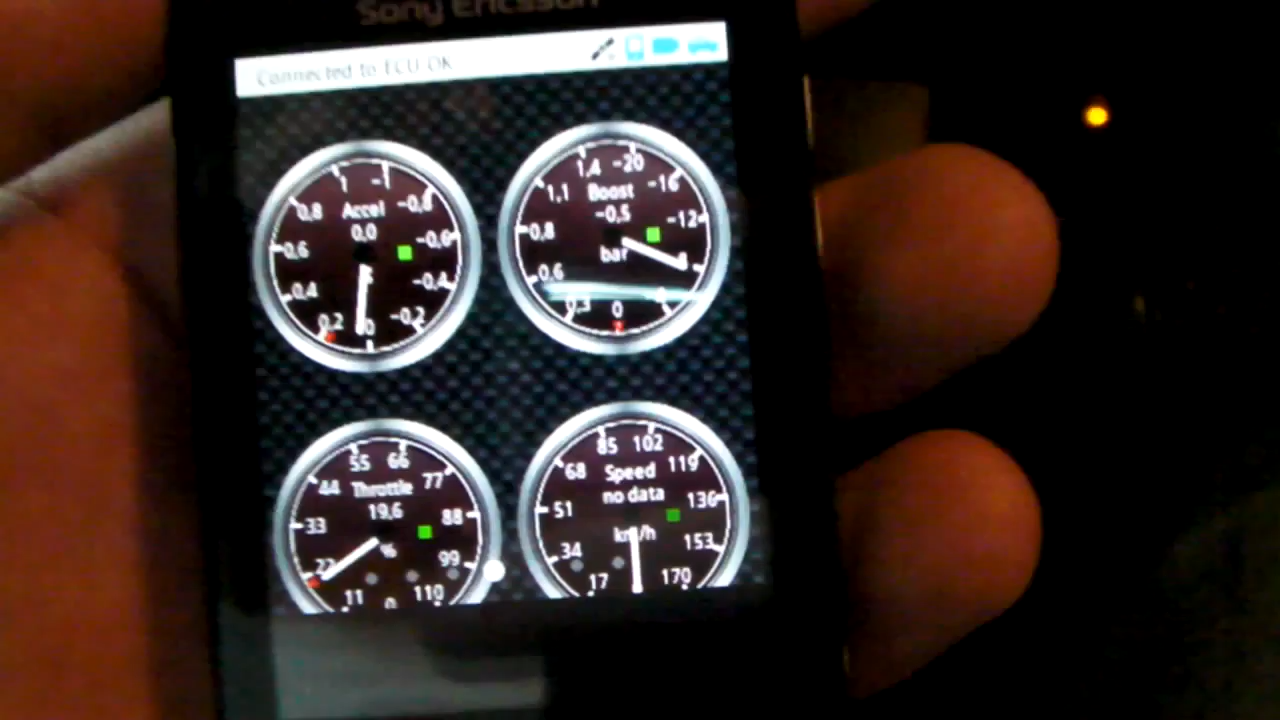 Sony Ericsson
Connected to ECU OK
1 -1
0,8 Accel -0,8
0,0
0,6 -0,6
0,4 -0,4
0,2 0 -0,2
1,4 -20
1,1 Boost -16
-0,5
0,8 -12
bar
0,6
0,3 0
55 66
44 Throttle 77
19,6
33 88
%
22 99
11 0 110
85 102
68 Speed 119
no data
51 136
km/h
34 153
17 170